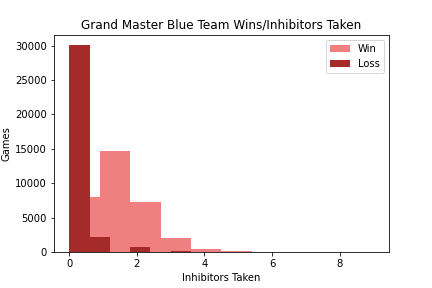 Grand Master Blue Team Wins/Inhibitors Taken
Win
Loss
30000
25000
20000
15000
10000
5000
0
Games
0 2 4 6 8
Inhibitors Taken